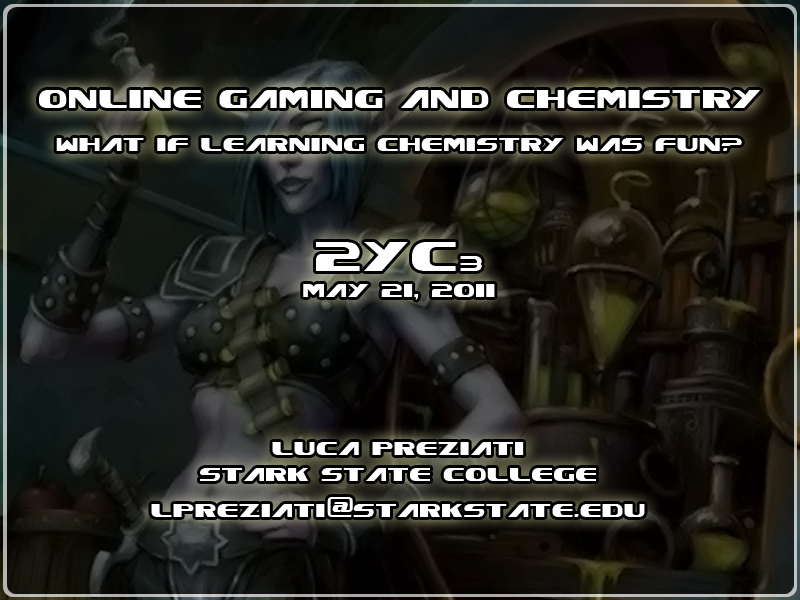 ONLINE GAMING AND CHEMISTRY
WHAT IF LEARNING CHEMISTRY WAS FUN?
2YC3
MAY 21, 2011
LUCA PREZIATI
STARK STATE COLLEGE
LPREZIATI@STARKSTATE.EDU